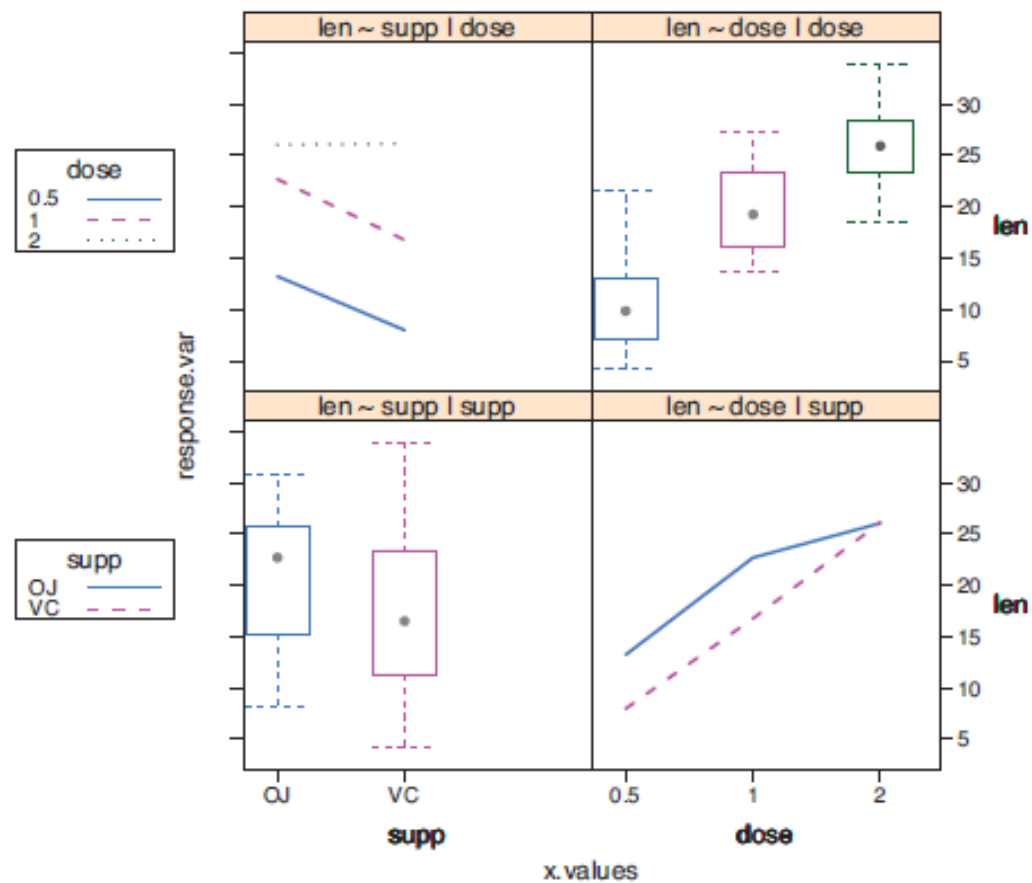 len ~ supp | dose
len ~ dose | dose
dose
0.5
1
2
30
25
20
15
10
5
len
response.var
len ~ supp | supp
len ~ dose | supp
supp
OJ
VC
30
25
20
15
10
5
len
OJ
VC
0.5
1
2
supp
dose
x.values